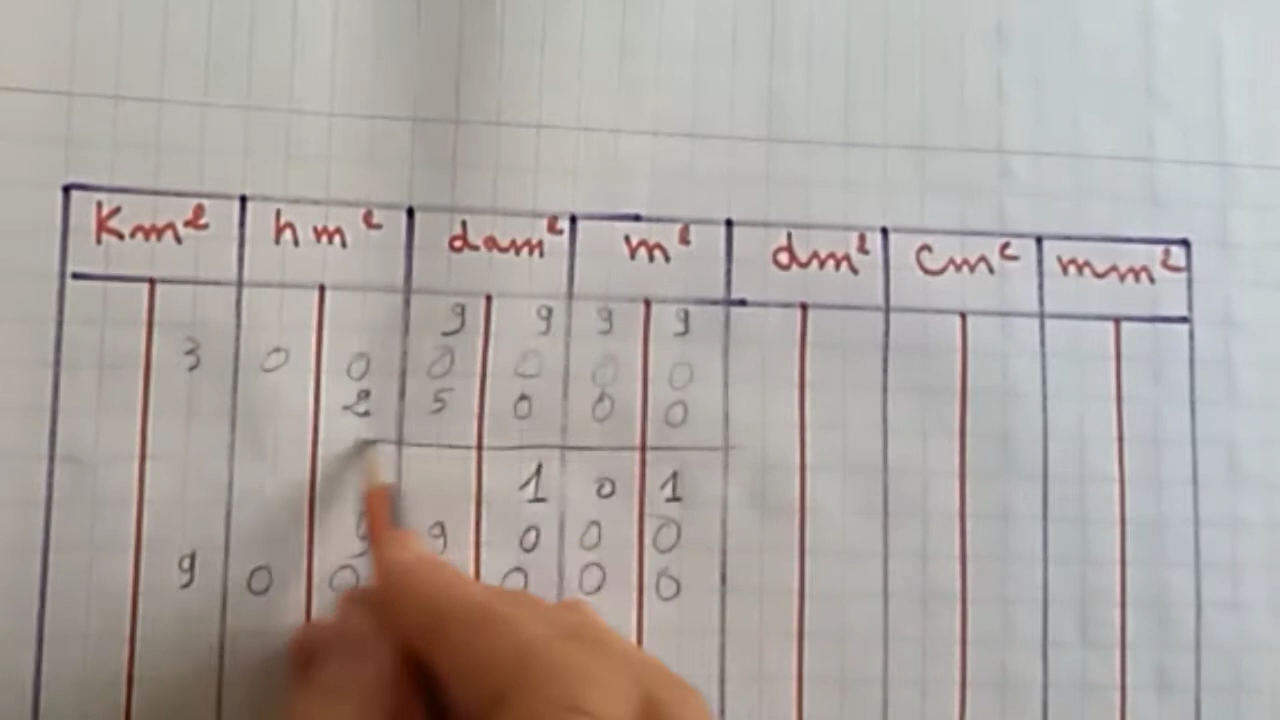 Km² hm² dam² m² dm² cm² mm²
9 9 9 9
3 0 0 0 0 0 0
2 5 0 0 0
1 0 1
9 0 0 0
9 0 0 0 0 0